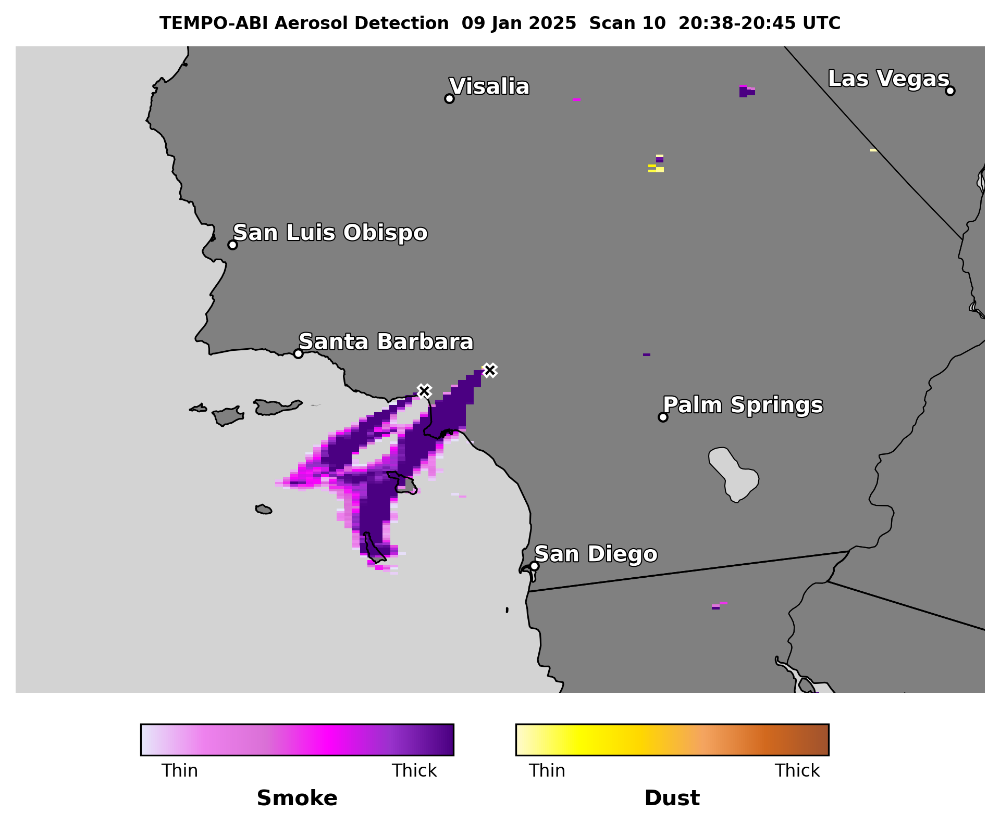 TEMPO-ABI Aerosol Detection  09 Jan 2025  Scan 10  20:38-20:45 UTC
Las Vegas
Visalia
San Luis Obispo
Santa Barbara
Palm Springs
San Diego
Thin
Thick
Thin
Thick
Smoke
Dust